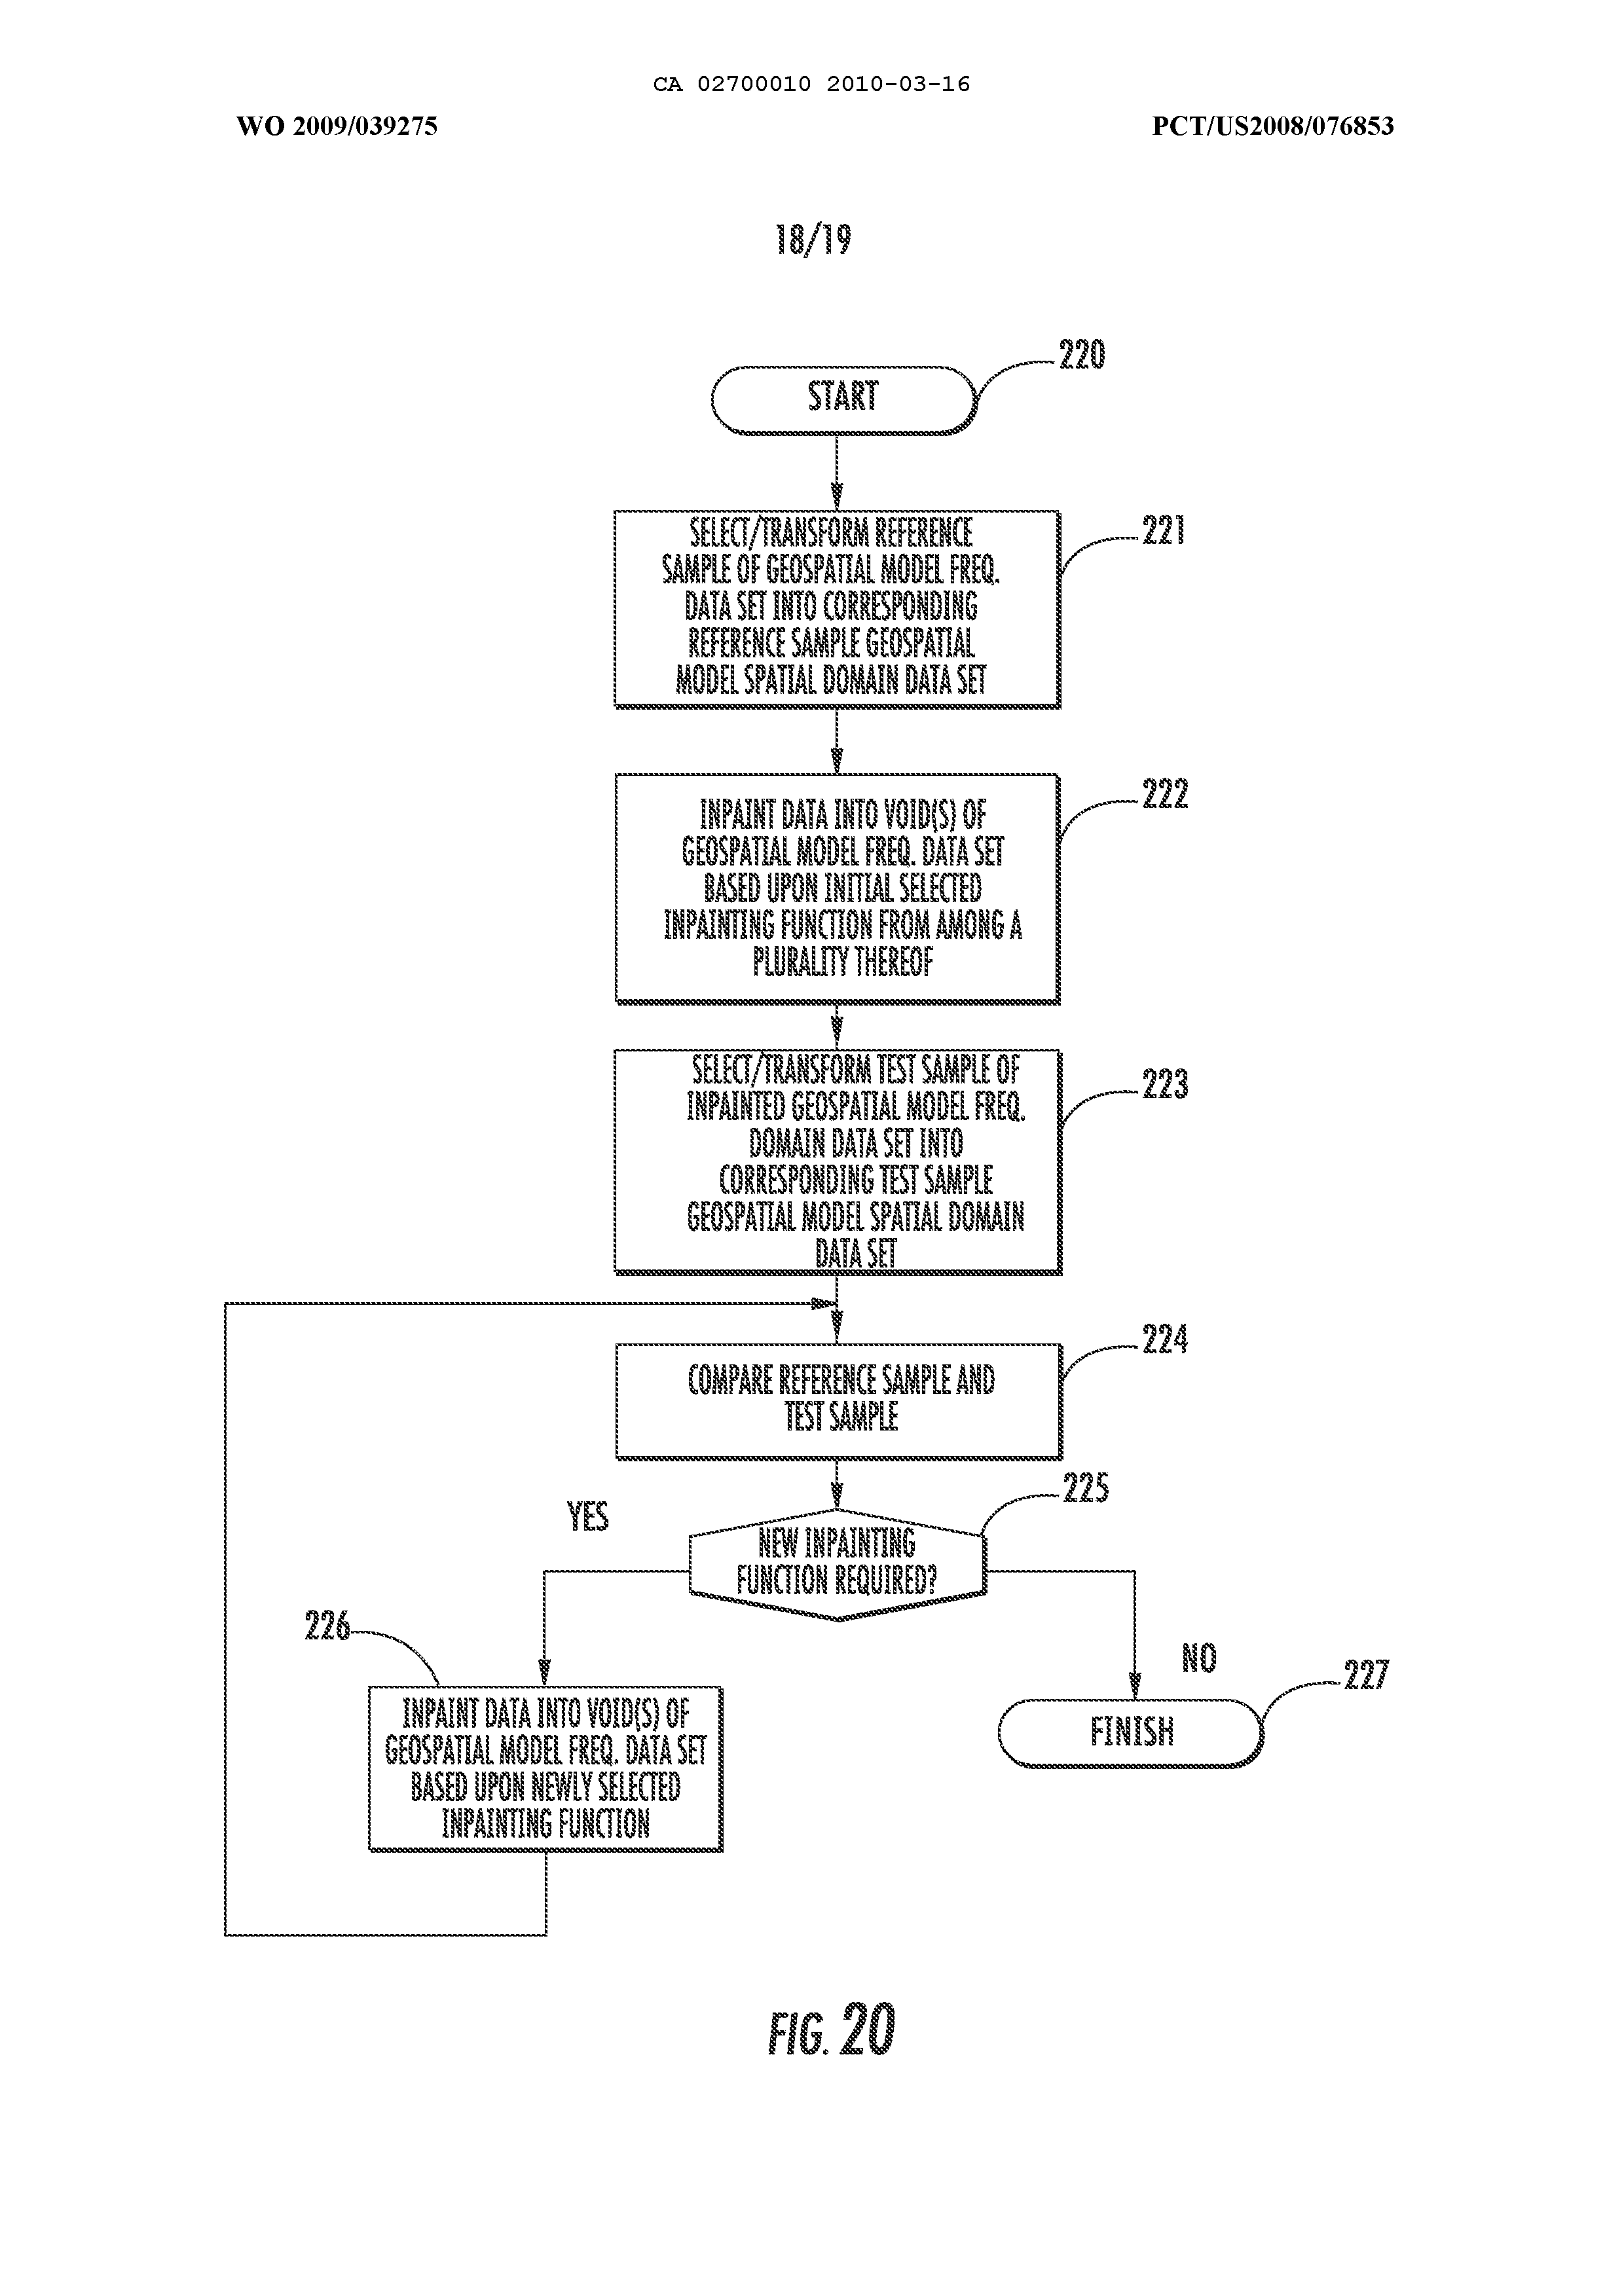 CA 02700010 2010-03-16
WO 2009/039275
PCT/US2008/076853
18/19
220
START
221
SELECT/TRANSFORM REFERENCE
SAMPLE OF GEOSPATIAL MODEL FREQ.
DATA SET INTO CORRESPONDING
REFERENCE SAMPLE GEOSPATIAL
MODEL SPATIAL DOMAIN DATA SET
222
INPAINT DATA INTO VOID(S) OF
GEOSPATIAL MODEL FREQ. DATA SET
BASED UPON INITIAL SELECTED
INPAINTING FUNCTION FROM AMONG A
PLURALITY THEREOF
223
SELECT/TRANSFORM TEST SAMPLE OF
INPAINTED GEOSPATIAL MODEL FREQ.
DOMAIN DATA SET INTO
CORRESPONDING TEST SAMPLE
GEOSPATIAL MODEL SPATIAL DOMAIN
DATA SET
224
COMPARE REFERENCE SAMPLE AND
TEST SAMPLE
225
YES
NEW INPAINTING
FUNCTION REQUIRED?
226
NO
227
INPAINT DATA INTO VOID(S) OF
GEOSPATIAL MODEL FREQ. DATA SET
BASED UPON NEWLY SELECTED
INPAINTING FUNCTION
FINISH
FIG. 20